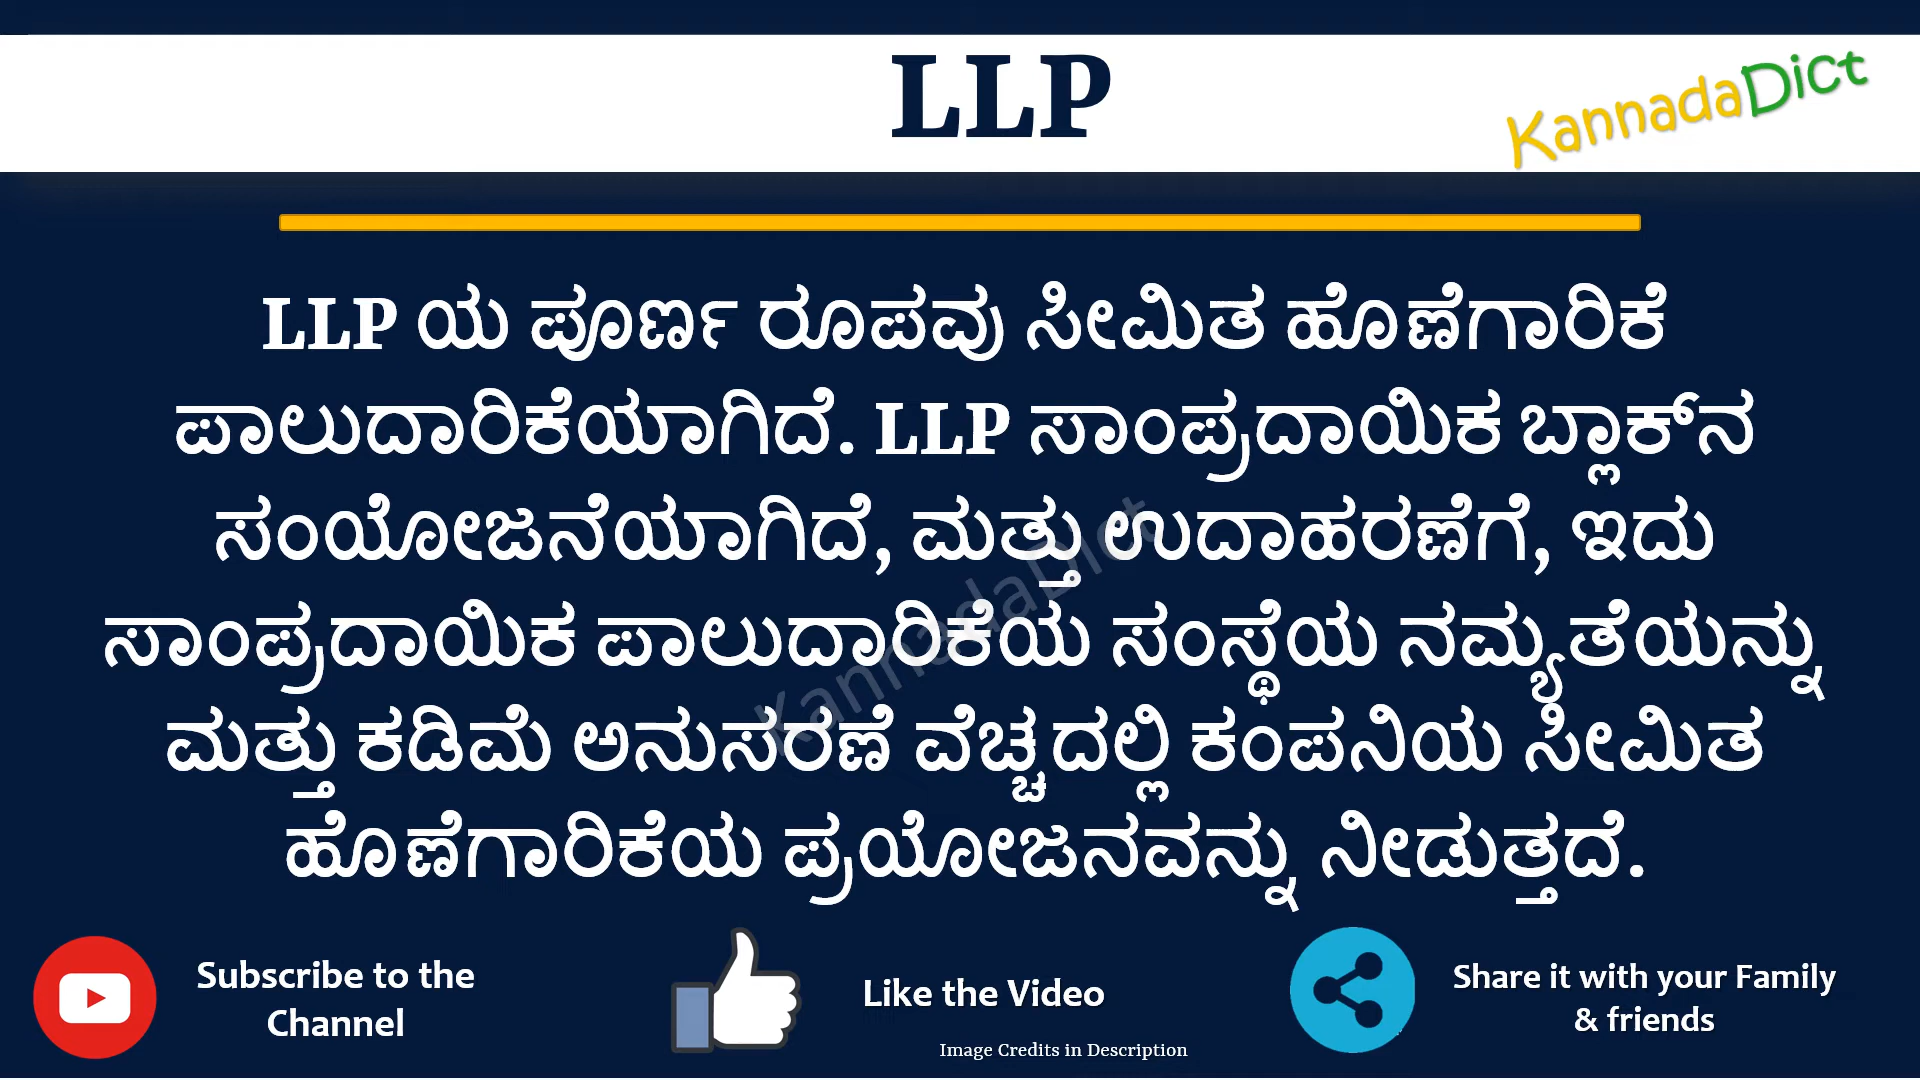 LLP
KannadaDict
LLP ಯ ಪೂರ್ಣ ರೂಪವು ಸೀಮಿತ ಹೊಣೆಗಾರಿಕೆ
ಪಾಲುದಾರಿಕೆಯಾಗಿದೆ. LLP ಸಾಂಪ್ರದಾಯಿಕ ಬ್ಲಾಕ್‌ನ
ಸಂಯೋಜನೆಯಾಗಿದೆ, ಮತ್ತು ಉದಾಹರಣೆಗೆ, ಇದು
ಸಾಂಪ್ರದಾಯಿಕ ಪಾಲುದಾರಿಕೆಯ ಸಂಸ್ಥೆಯ ನಮ್ಯತೆಯನ್ನು
ಮತ್ತು ಕಡಿಮೆ ಅನುಸರಣೆ ವೆಚ್ಚದಲ್ಲಿ ಕಂಪನಿಯ ಸೀಮಿತ
ಹೊಣೆಗಾರಿಕೆಯ ಪ್ರಯೋಜನವನ್ನು ನೀಡುತ್ತದೆ.
KannadaDict
Subscribe to the
Channel
Like the Video
Share it with your Family
& friends
Image Credits in Description